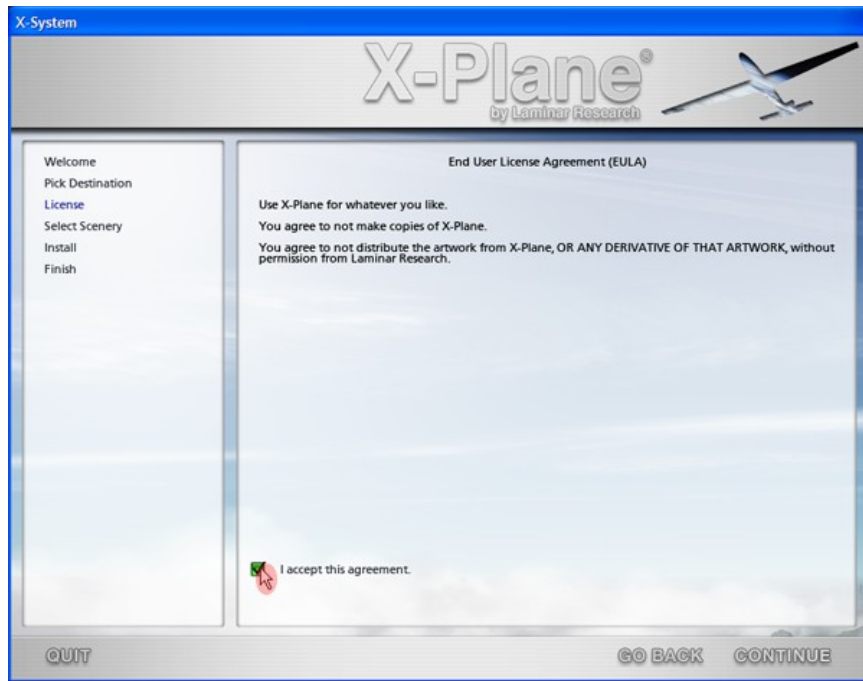 X-System
X-Plane®
by Laminar Research
Welcome
Pick Destination
License
Select Scenery
Install
Finish
End User License Agreement (EULA)
Use X-Plane for whatever you like.
You agree to not make copies of X-Plane.
You agree to not distribute the artwork from X-Plane, OR ANY DERIVATIVE OF THAT ARTWORK, without
permission from Laminar Research.
I accept this agreement.
QUIT
GO BACK
CONTINUE